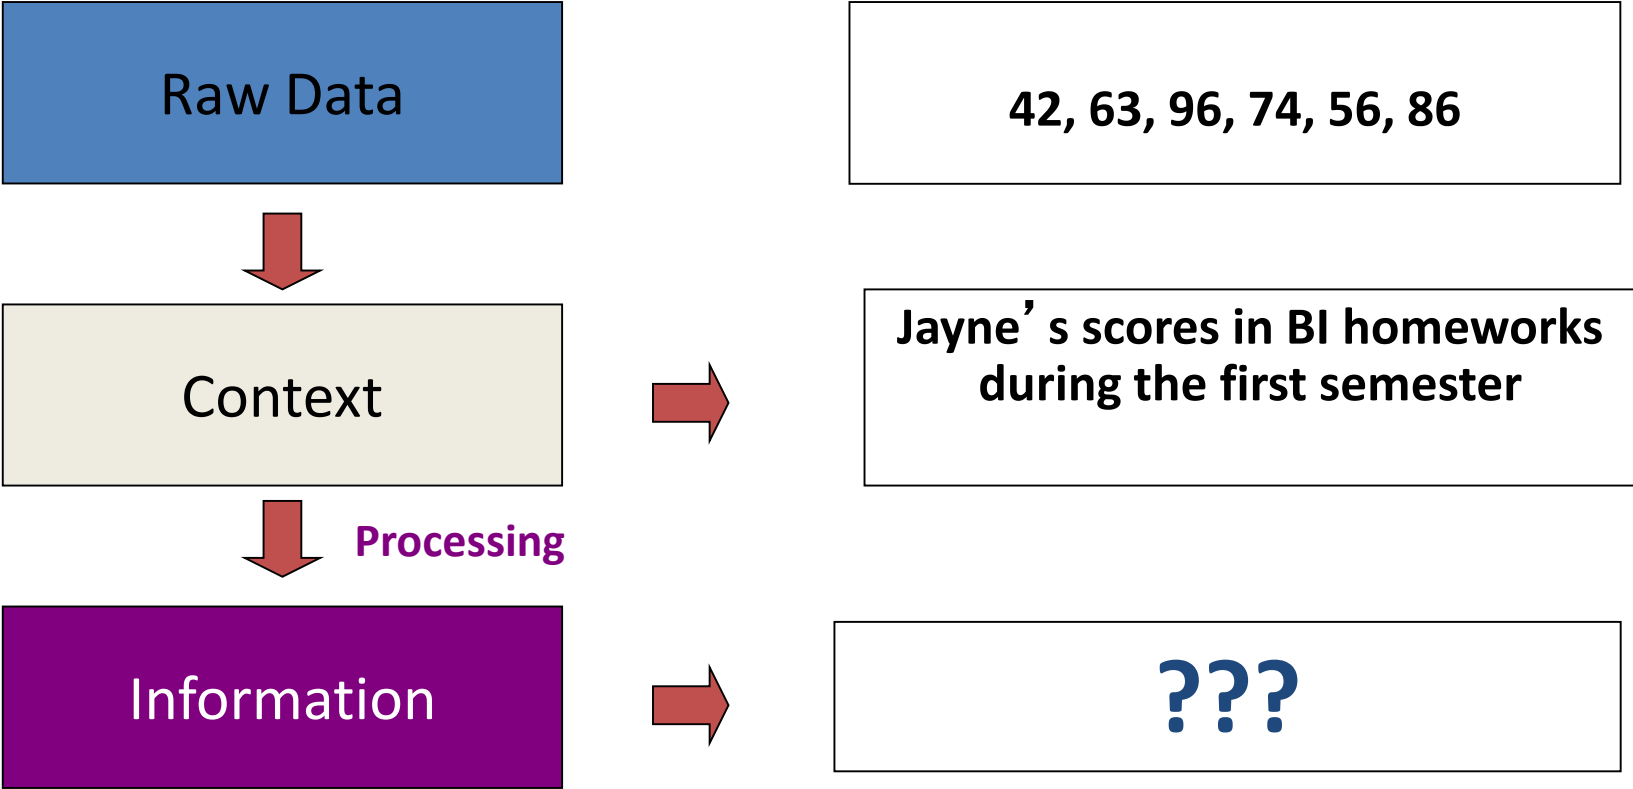 Raw Data
42, 63, 96, 74, 56, 86
Context
Jayne’ s scores in BI homeworks
during the first semester
Processing
Information
???